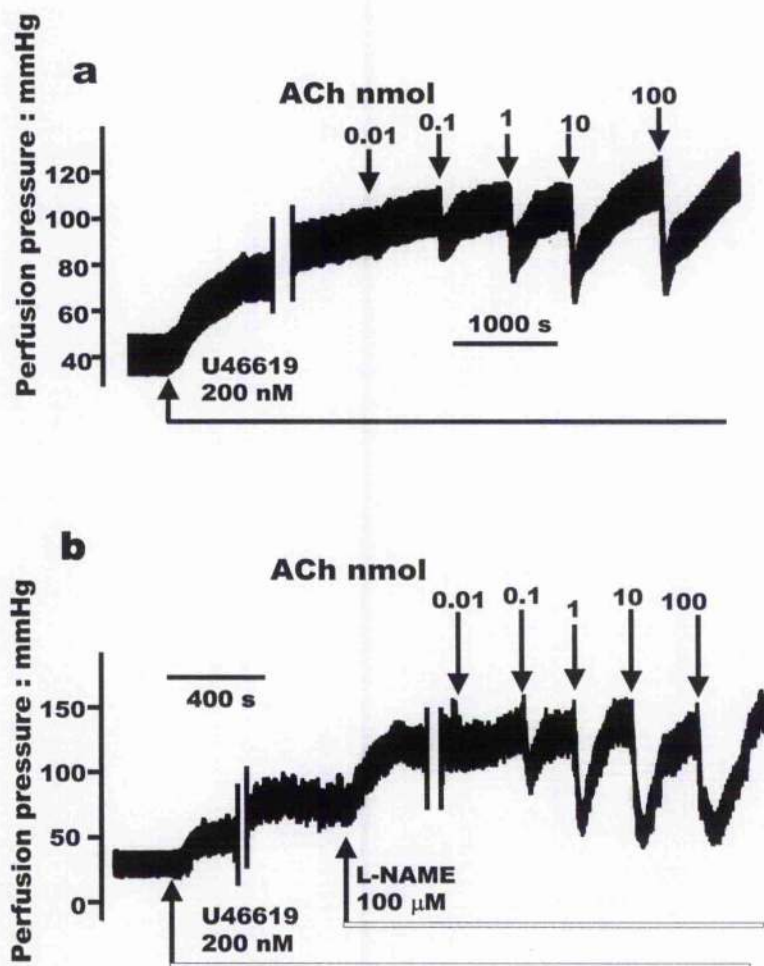 a
ACh nmol
0.01 0.1 1 10 100
Perfusion pressure : mmHg
120
100
80
60
40
1000 s
U46619
200 nM
b
ACh nmol
0.01 0.1 1 10 100
Perfusion pressure : mmHg
400 s
150
100
50
0
L-NAME
100 µM
U46619
200 nM